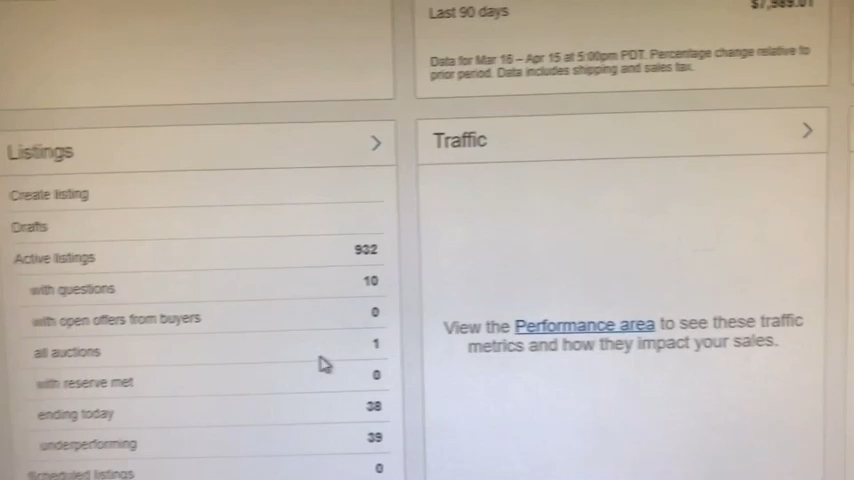 Last 90 days
Data for Mar 16 – Apr 15 at 5:00pm PDT. Percentage change relative to
prior period. Data includes shipping and sales tax.
Listings
Create listing
Drafts
Active listings 932
with questions 10
with open offers from buyers 0
all auctions 1
with reserve met 0
ending today 38
underperforming 39
Scheduled listings 0
Traffic
View the Performance area to see these traffic
metrics and how they impact your sales.